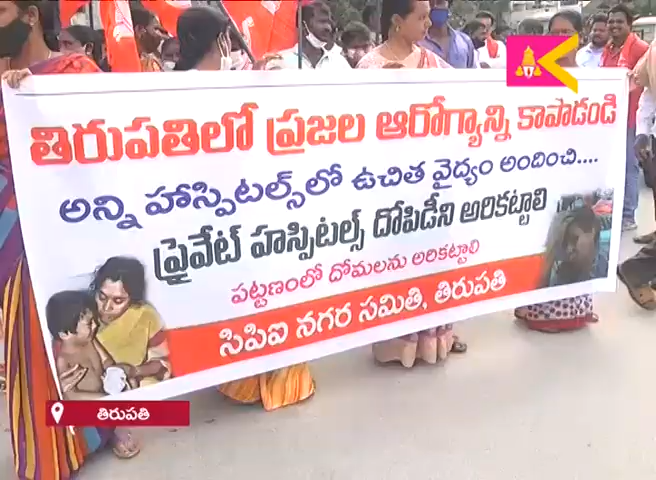 తిరుపతిలో ప్రజల ఆరోగ్యాన్ని కాపాడండి
అన్ని హాస్పిటల్స్‌లో ఉచిత వైద్యం అందించి....
ప్రైవేట్ హాస్పిటల్స్ దోపిడీని అరికట్టాలి
పట్టణంలో దోమలను అరికట్టాలి
సిపిఐ నగర సమితి, తిరుపతి
తిరుపతి